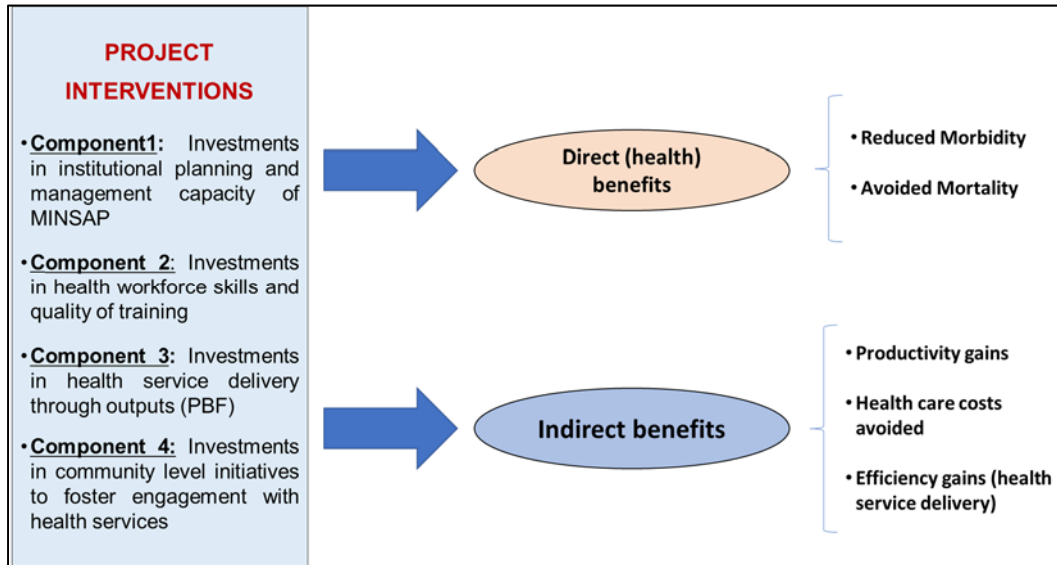 PROJECT
INTERVENTIONS
• Component1: Investments
in institutional planning and
management capacity of
MINSAP
• Component 2: Investments
in health workforce skills and
quality of training
• Component 3: Investments
in health service delivery
through outputs (PBF)
• Component 4: Investments
in community level initiatives
to foster engagement with
health services
Direct (health)
benefits
• Reduced Morbidity
• Avoided Mortality
Indirect benefits
• Productivity gains
• Health care costs
avoided
• Efficiency gains (health
service delivery)